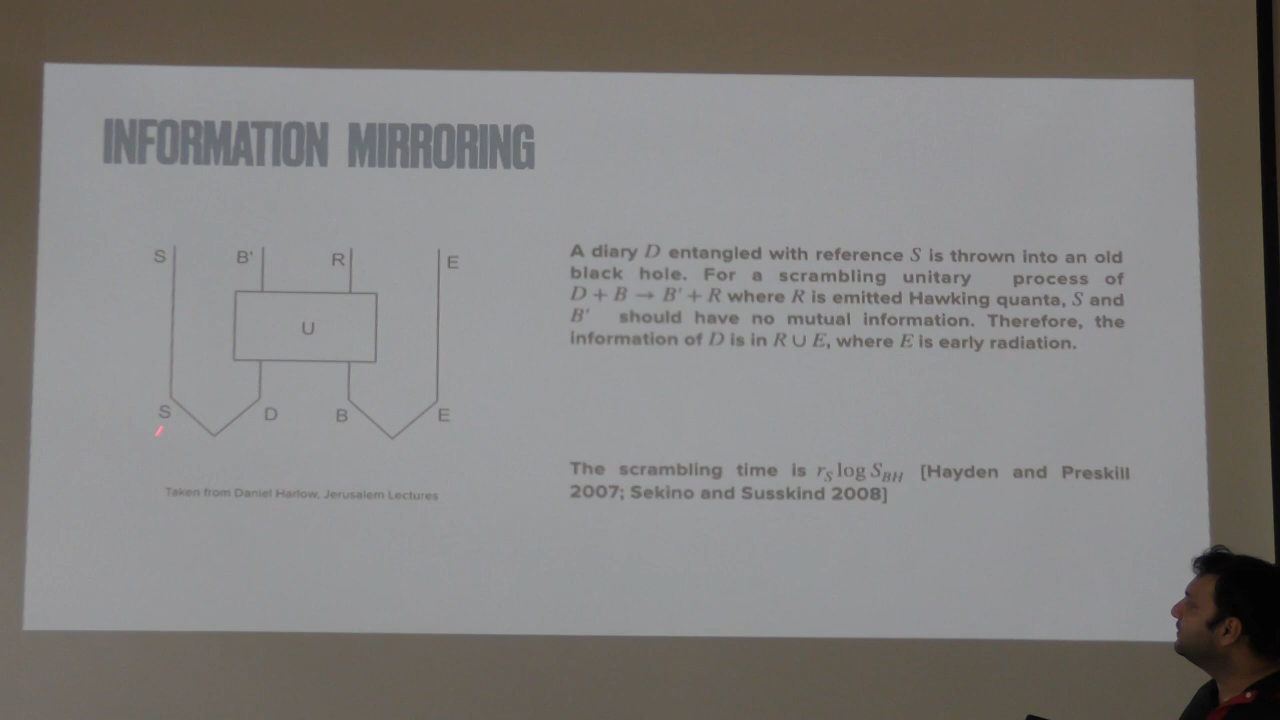 INFORMATION MIRRORING
S B' R E
U
S D B E
Taken from Daniel Harlow, Jerusalem Lectures
A diary D entangled with reference S is thrown into an old
black hole. For a scrambling unitary process of
D + B → B' + R where R is emitted Hawking quanta, S and
B' should have no mutual information. Therefore, the
information of D is in R ∪ E, where E is early radiation.
The scrambling time is r_S log S_BH [Hayden and Preskill
2007; Sekino and Susskind 2008]